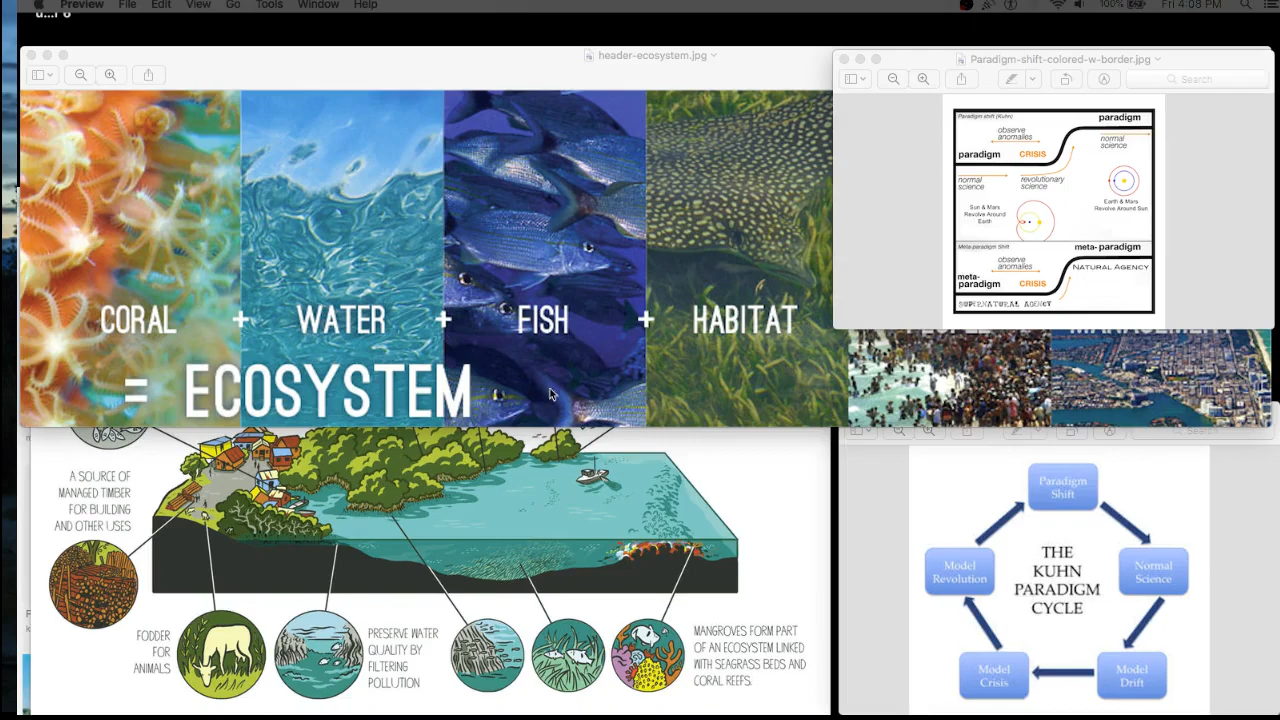 Preview File Edit View Go Tools Window Help
100%
Fri 4:08 PM
header-ecosystem.jpg
CORAL + WATER + FISH + HABITAT
= ECOSYSTEM
Paradigm-shift-colored-w-border.jpg
Search
Paradigm shift (Kuhn)
paradigm
observe
anomalies
normal
science
paradigm
CRISIS
normal
science
revolutionary
science
Sun & Mars
Revolve Around
Earth
Earth & Mars
Revolve Around Sun
Meta-paradigm Shift
meta-paradigm
observe
anomalies
NATURAL AGENCY
meta-
paradigm
CRISIS
SUPERNATURAL AGENCY
MANAGEMENT
A SOURCE OF
MANAGED TIMBER
FOR BUILDING
AND OTHER USES
FODDER
FOR
ANIMALS
PRESERVE WATER
QUALITY BY
FILTERING
POLLUTION
MANGROVES FORM PART
OF AN ECOSYSTEM LINKED
WITH SEAGRASS BEDS AND
CORAL REEFS.
Search
Paradigm
Shift
Normal
Science
Model
Drift
Model
Crisis
Model
Revolution
THE
KUHN
PARADIGM
CYCLE